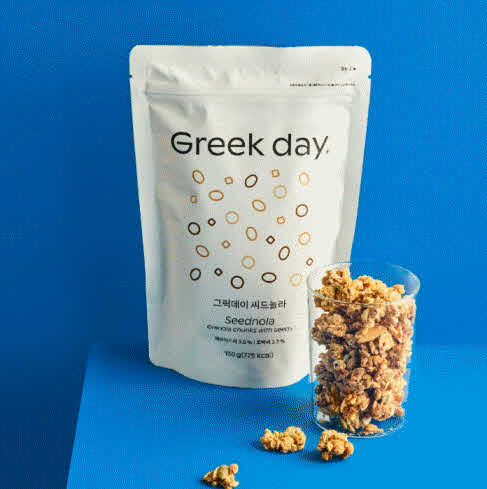 Greek day.
그릭데이 씨드놀라
Seednola
Granola chunks with seeds
150 g(775 kcal)